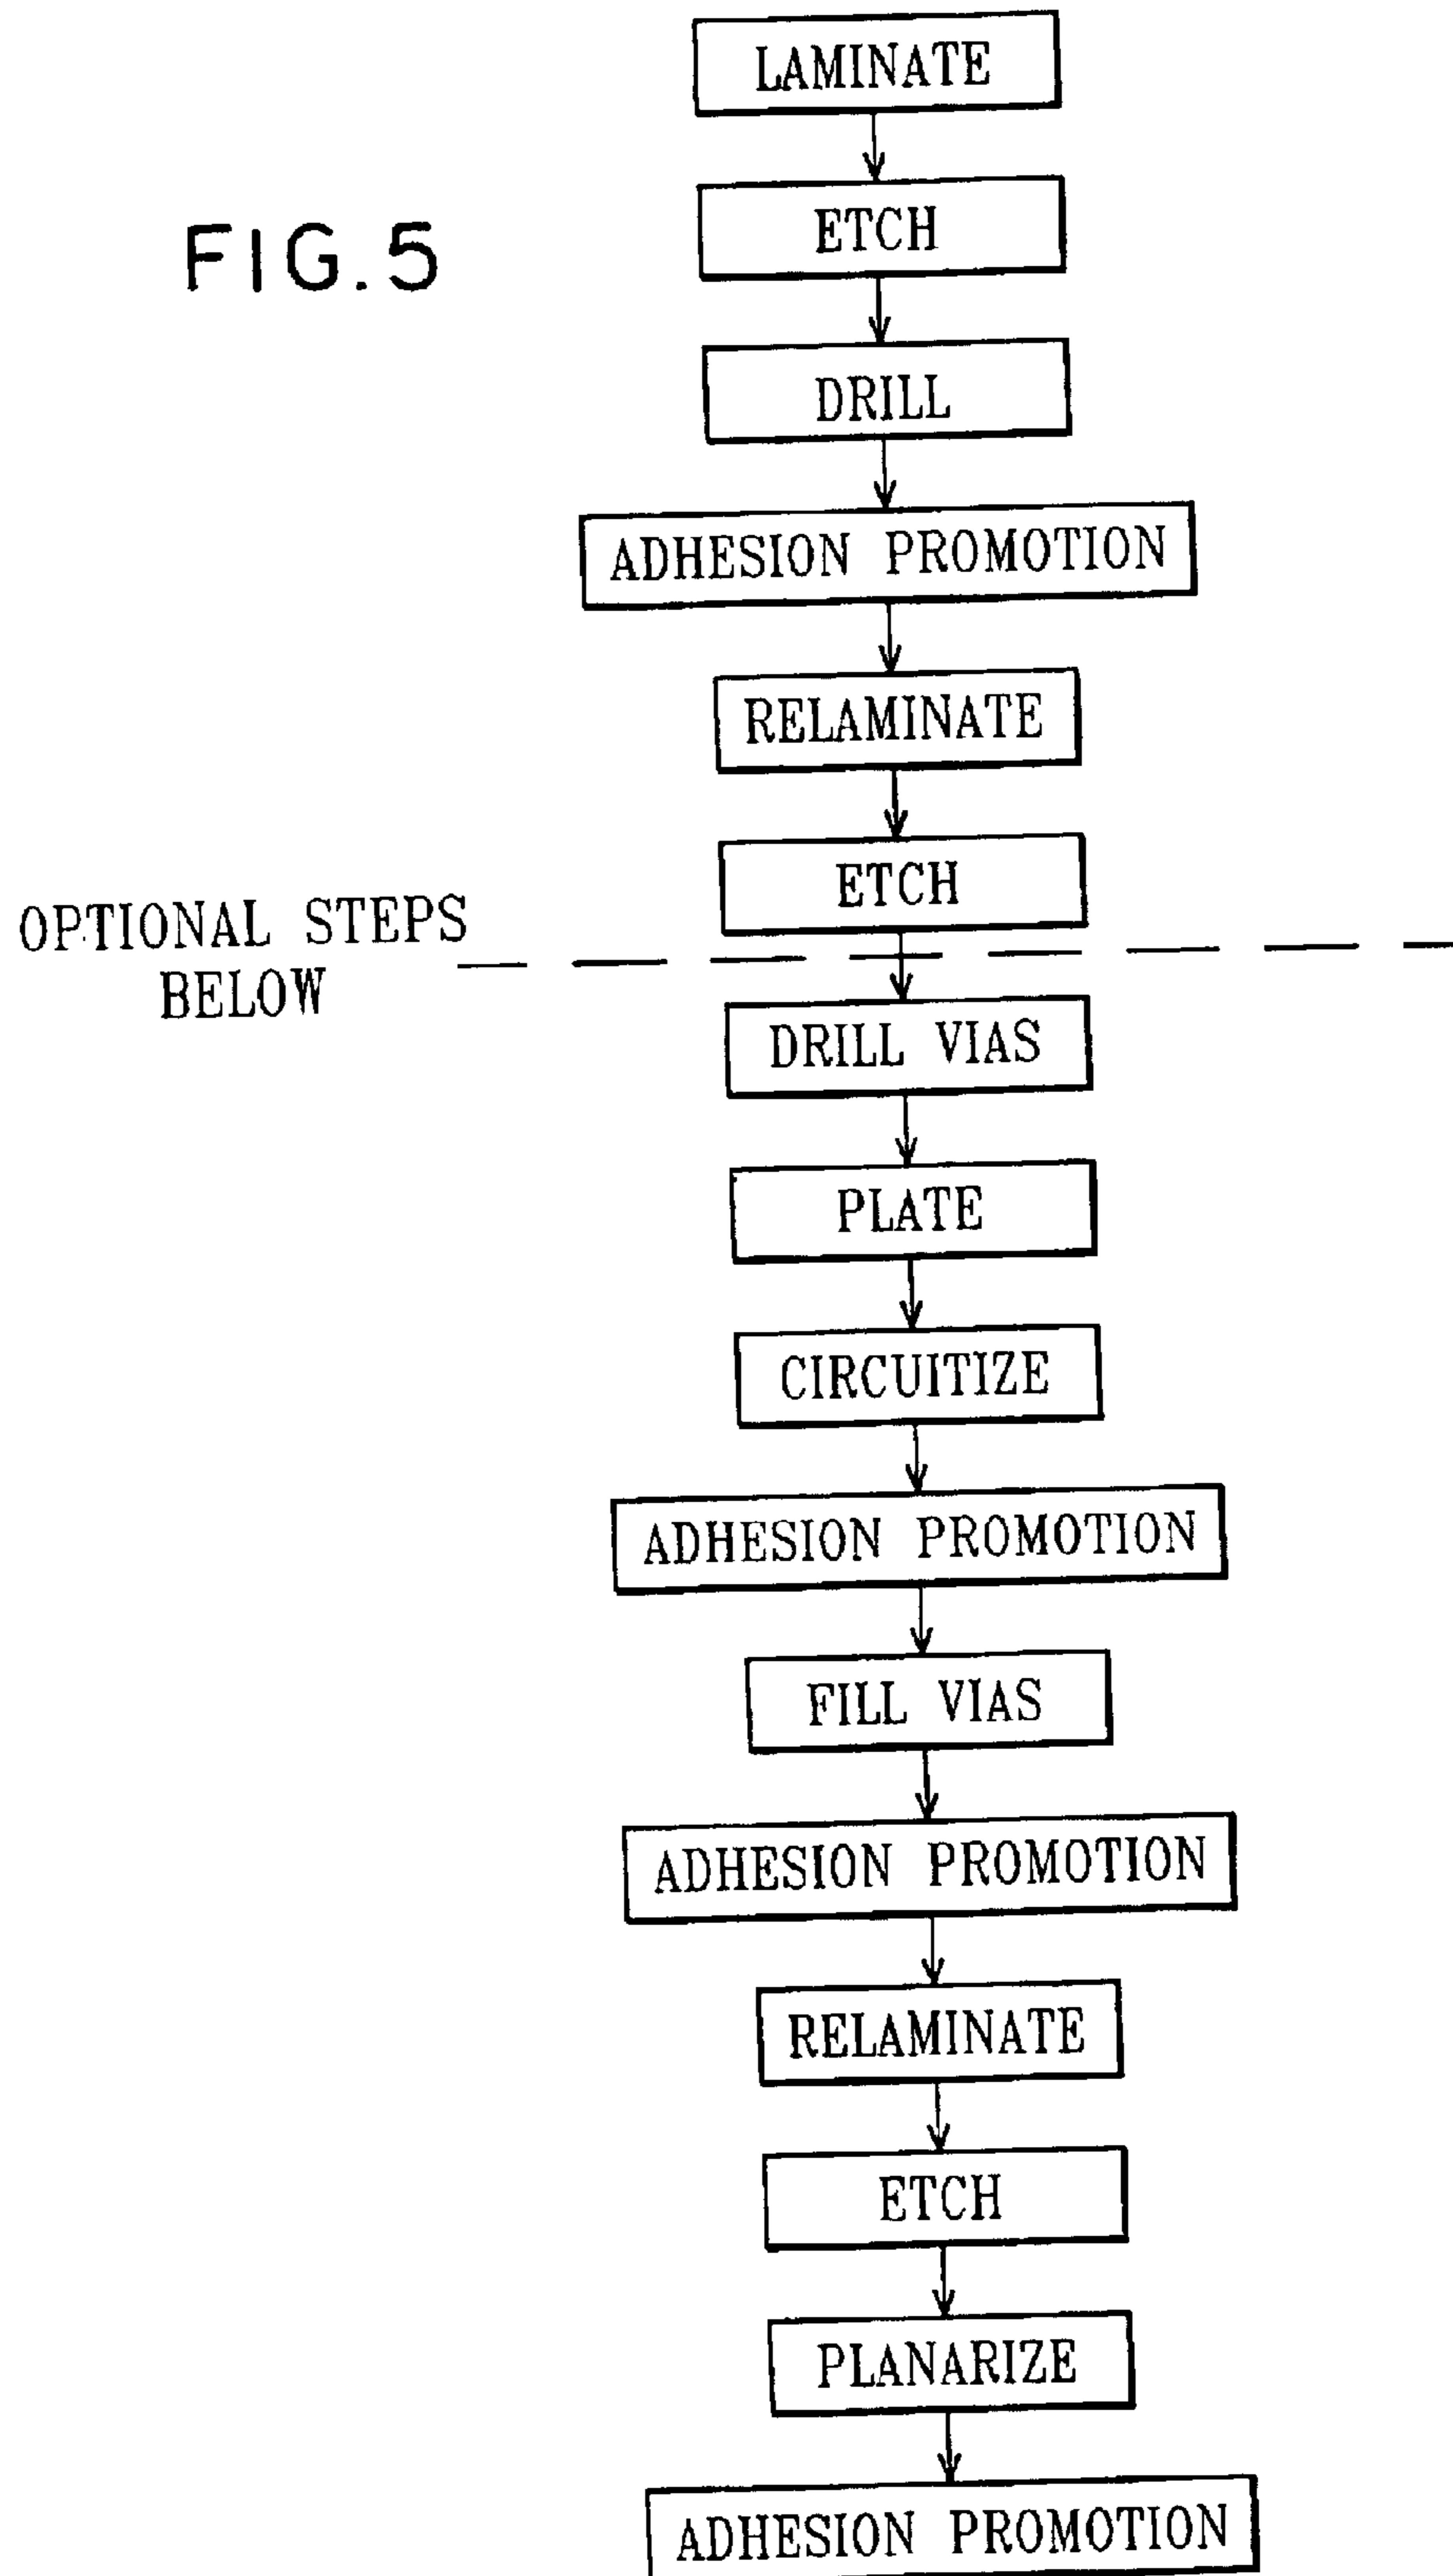 LAMINATE
ETCH
FIG. 5
DRILL
ADHESION PROMOTION
RELAMINATE
ETCH
OPTIONAL STEPS
BELOW
DRILL VIAS
PLATE
CIRCUITIZE
ADHESION PROMOTION
FILL VIAS
ADHESION PROMOTION
RELAMINATE
ETCH
PLANARIZE
ADHESION PROMOTION